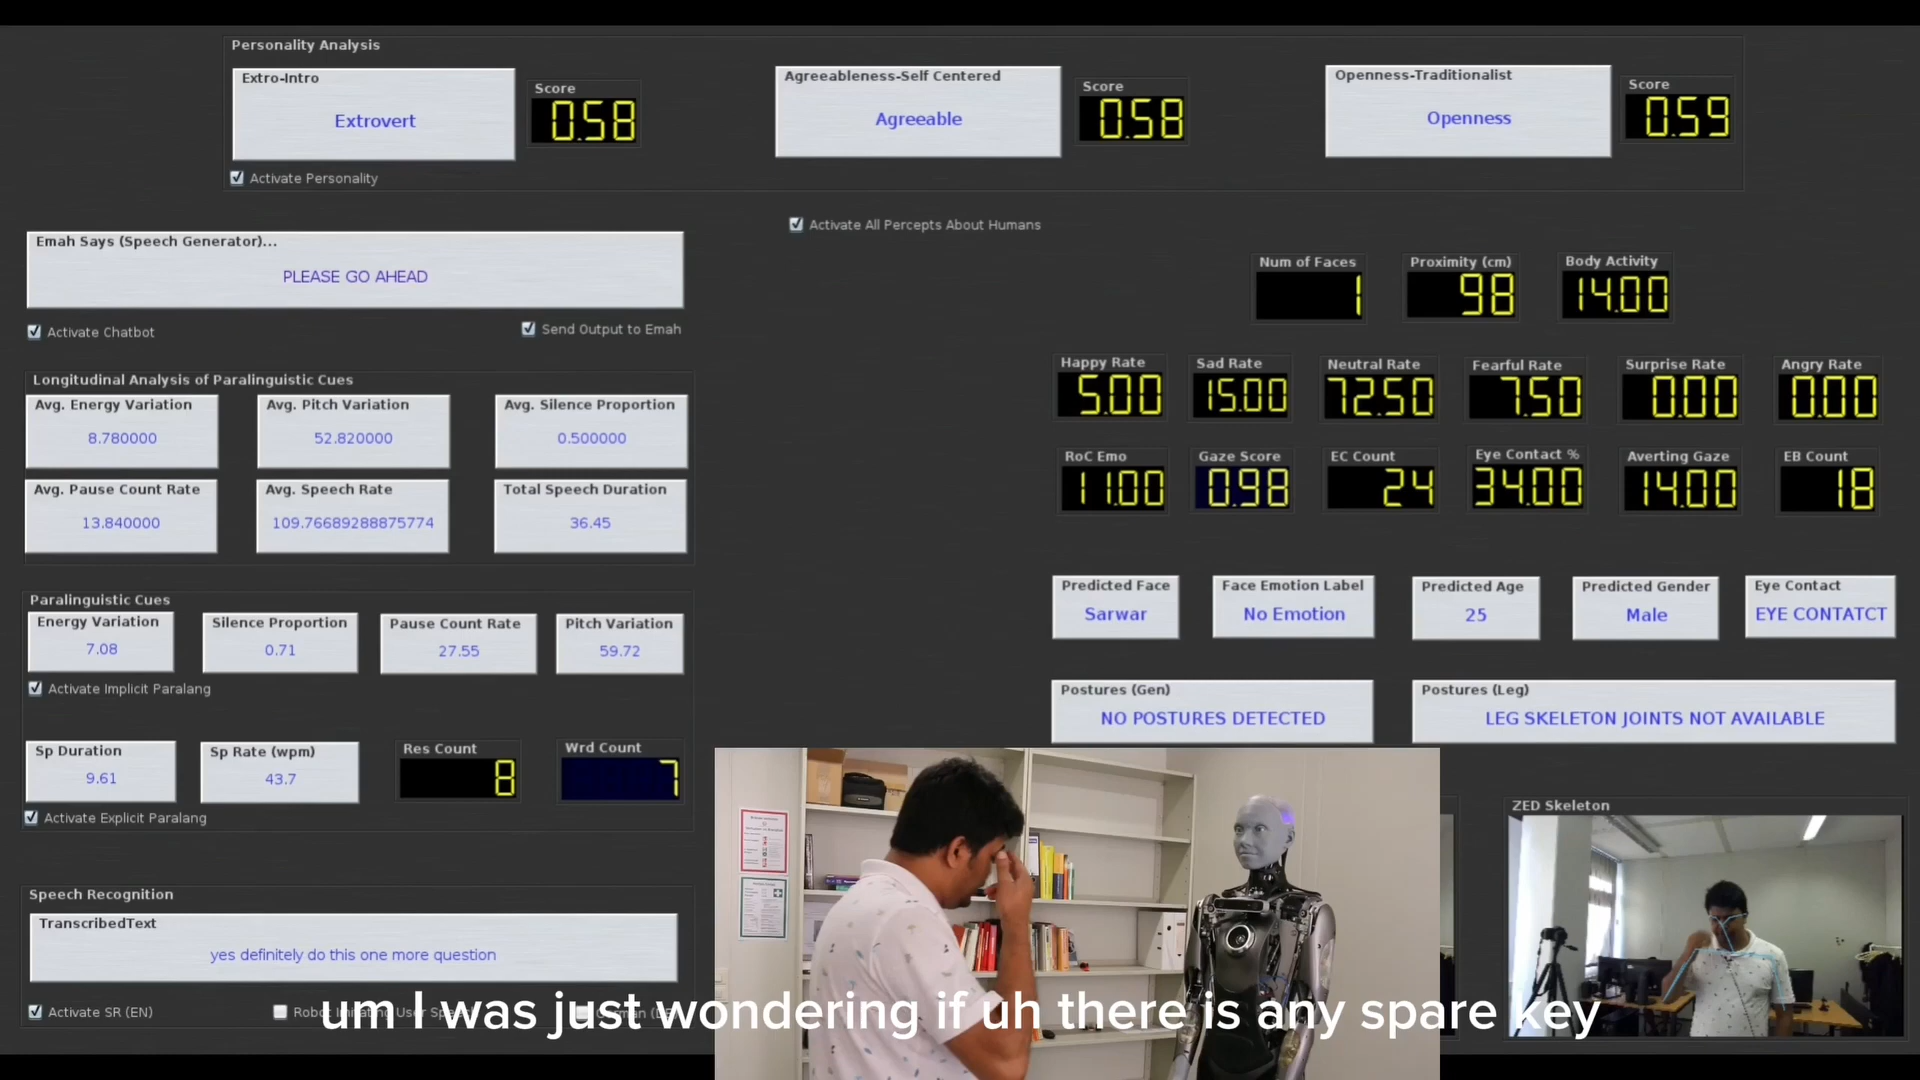 Personality Analysis
Extro-Intro
Extrovert
Score
0.58
Agreeableness-Self Centered
Agreeable
Score
0.58
Openness-Traditionalist
Openness
Score
0.59
Activate Personality
Activate All Percepts About Humans
Emah Says (Speech Generator)...
PLEASE GO AHEAD
Activate Chatbot
Send Output to Emah
Num of Faces
1
Proximity (cm)
98
Body Activity
14.00
Happy Rate
5.00
Sad Rate
15.00
Neutral Rate
72.50
Fearful Rate
7.50
Surprise Rate
0.00
Angry Rate
0.00
RoC Emo
11.00
Gaze Score
0.98
EC Count
24
Eye Contact %
34.00
Averting Gaze
14.00
EB Count
18
Longitudinal Analysis of Paralinguistic Cues
Avg. Energy Variation
8.780000
Avg. Pitch Variation
52.820000
Avg. Silence Proportion
0.500000
Avg. Pause Count Rate
13.840000
Avg. Speech Rate
109.76689288875774
Total Speech Duration
36.45
Predicted Face
Sarwar
Face Emotion Label
No Emotion
Predicted Age
25
Predicted Gender
Male
Eye Contact
EYE CONTATCT
Postures (Gen)
NO POSTURES DETECTED
Postures (Leg)
LEG SKELETON JOINTS NOT AVAILABLE
Paralinguistic Cues
Energy Variation
7.08
Silence Proportion
0.71
Pause Count Rate
27.55
Pitch Variation
59.72
Activate Implicit Paralang
Sp Duration
9.61
Sp Rate (wpm)
43.7
Res Count
8
Wrd Count
7
Activate Explicit Paralang
ZED Skeleton
Speech Recognition
TranscribedText
yes definitely do this one more question
Activate SR (EN)
um I was just wondering if uh there is any spare key